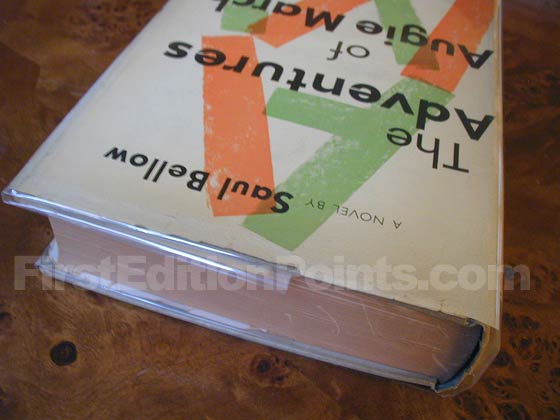 The
Adventures
of
Augie March
A NOVEL BY Saul Bellow
FirstEditionPoints.com